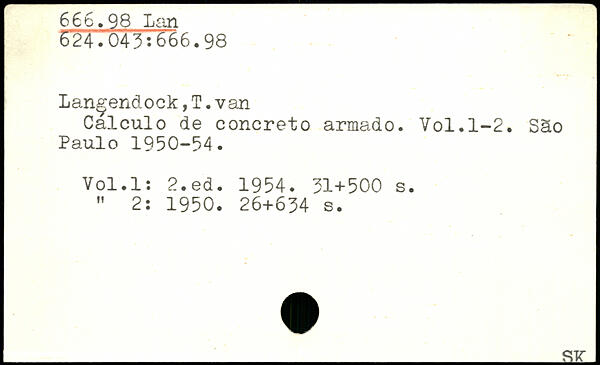 666.98 Lan
624.043:666.98
Langendock,T.van
Cálculo de concreto armado. Vol.1-2. São
Paulo 1950-54.
Vol.1: 2.ed. 1954. 31+500 s.
" 2: 1950. 26+634 s.
SK